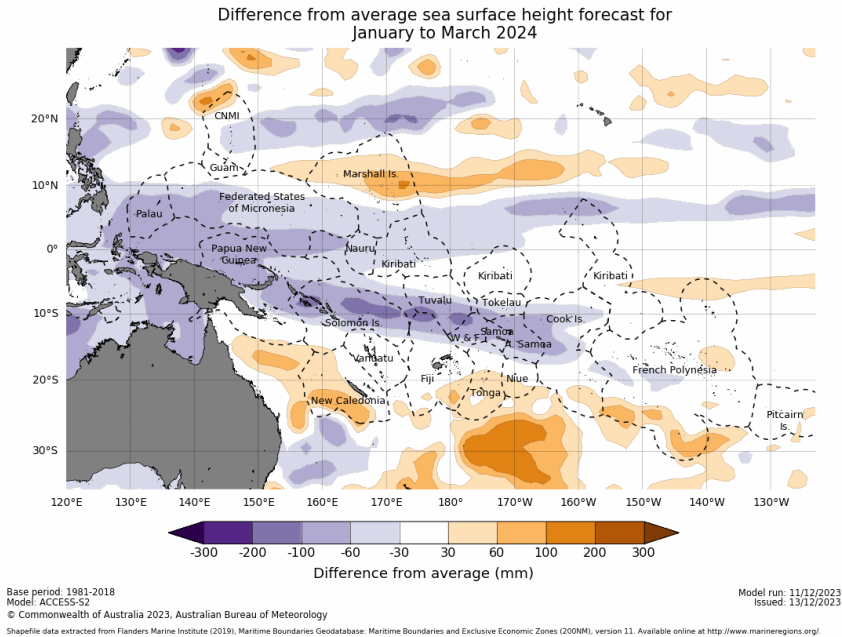 Difference from average sea surface height forecast for
January to March 2024
20°N
10°N
0°
10°S
20°S
30°S
CNMI
Guam
Marshall Is.
Palau
Federated States
of Micronesia
Papua New
Guinea
Nauru
Kiribati
Kiribati
Kiribati
Tuvalu
Tokelau
Solomon Is.
Cook Is.
Samoa
W & F
A. Samoa
Vanuatu
Fiji
Niue
French Polynesia
Tonga
New Caledonia
Pitcairn
Is.
120°E 130°E 140°E 150°E 160°E 170°E 180° 170°W 160°W 150°W 140°W 130°W
-300 -200 -100 -60 -30 30 60 100 200 300
Difference from average (mm)
Base period: 1981-2018
Model: ACCESS-S2
© Commonwealth of Australia 2023, Australian Bureau of Meteorology
Model run: 11/12/2023
Issued: 13/12/2023
Shapefile data extracted from Flanders Marine Institute (2019), Maritime Boundaries Geodatabase: Maritime Boundaries and Exclusive Economic Zones (200NM), version 11. Available online at http://www.marineregions.org/.